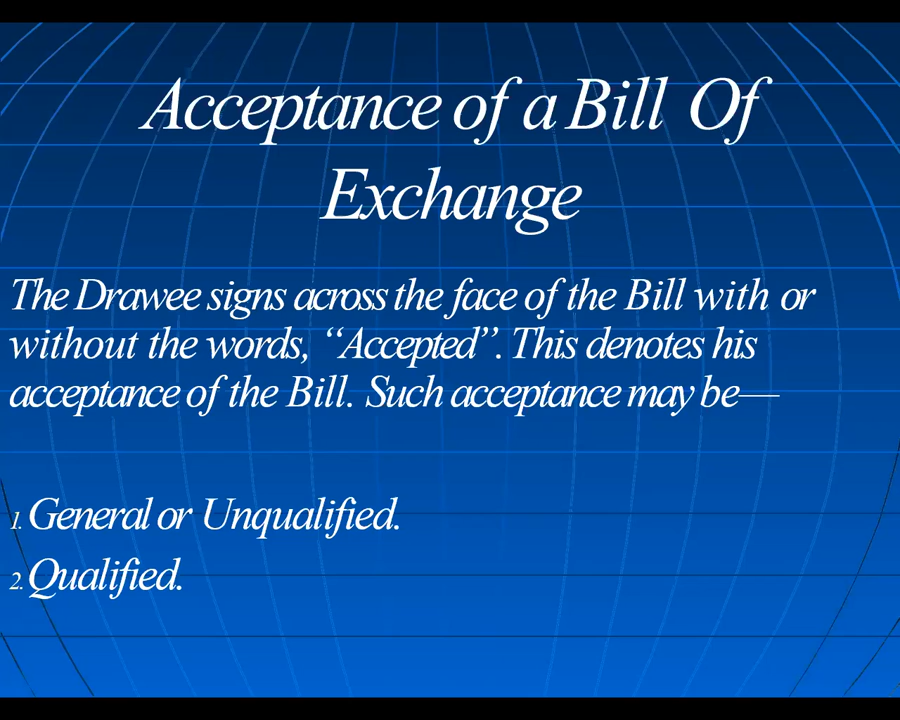 Acceptance of a Bill Of
Exchange
The Drawee signs across the face of the Bill with or
without the words, “Accepted”. This denotes his
acceptance of the Bill. Such acceptance may be—
1. General or Unqualified.
2. Qualified.